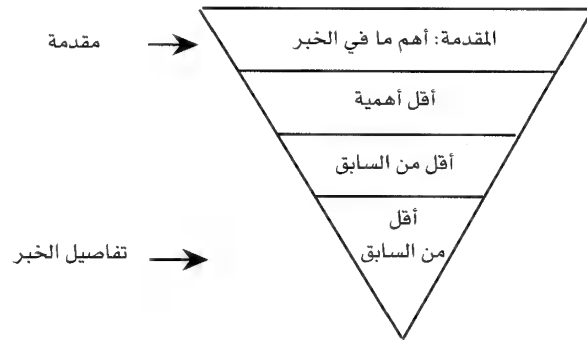 المقدمة: أهم ما في الخبر
مقدمة
أقل أهمية
أقل من السابق
أقل
من السابق
تفاصيل الخبر